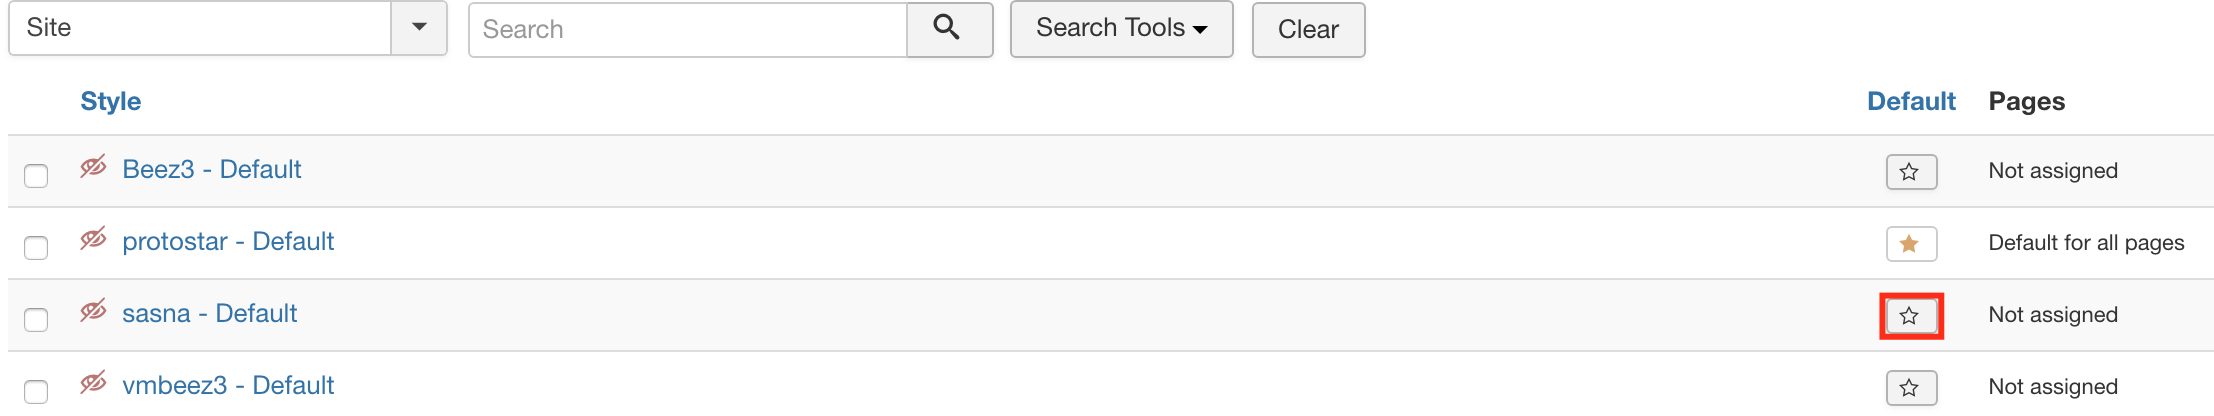 Site Search Search Tools Clear
Style Default Pages
Beez3 - Default Not assigned
protostar - Default Default for all pages
sasna - Default Not assigned
vmbeez3 - Default Not assigned